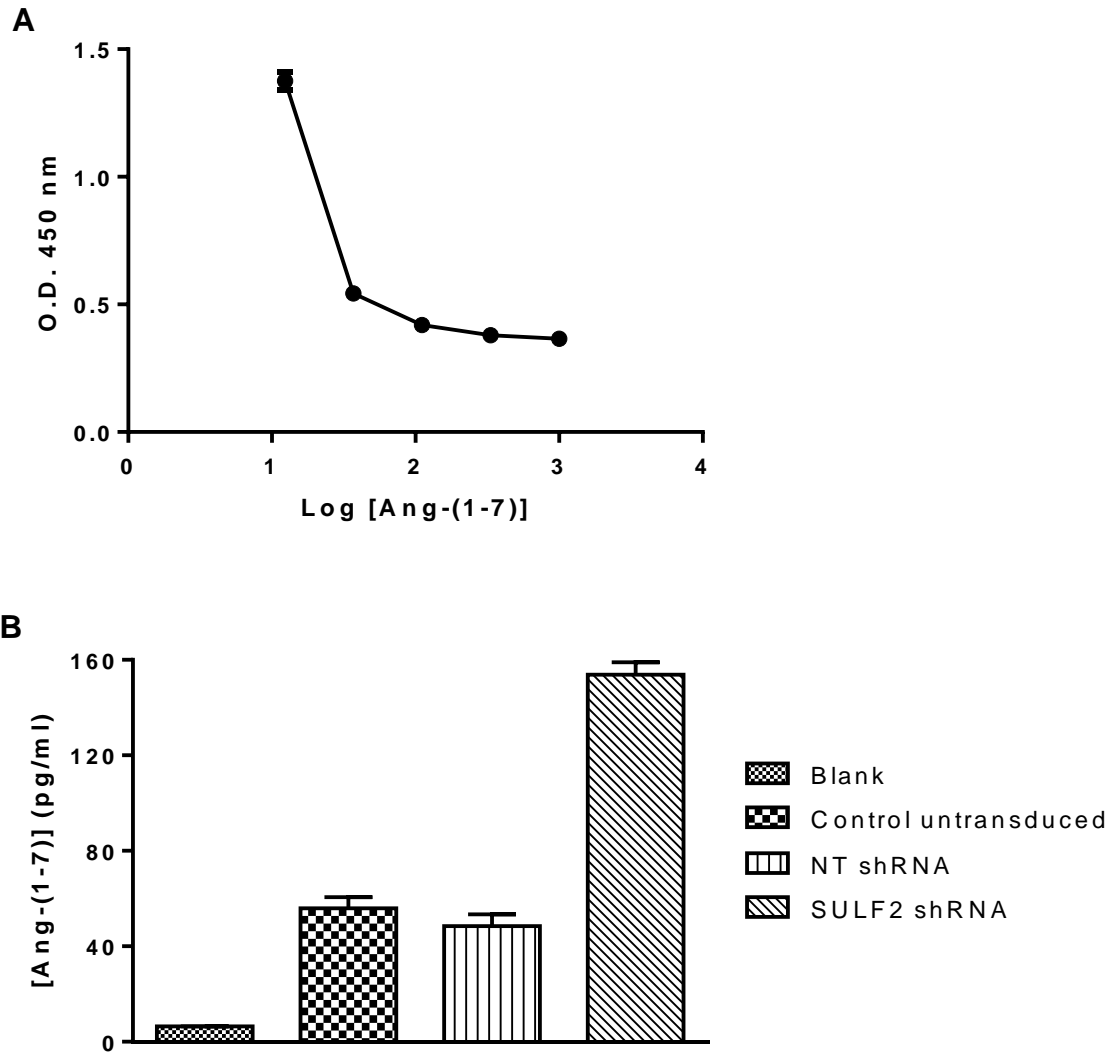 A
1.5
1.0
0.5
0.0
O.D. 450 nm
0 1 2 3 4
Log [Ang-(1-7)]
B
160
120
80
40
0
[Ang-(1-7)] (pg/ml)
Blank
Control untransduced
NT shRNA
SULF2 shRNA